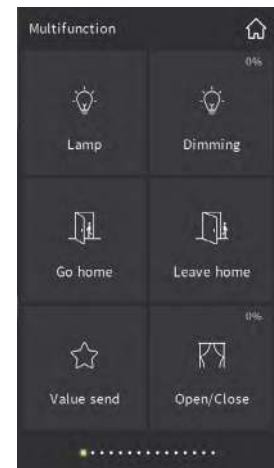 Multifunction
0%
Lamp
Dimming
Go home
Leave home
0%
Value send
Open/Close